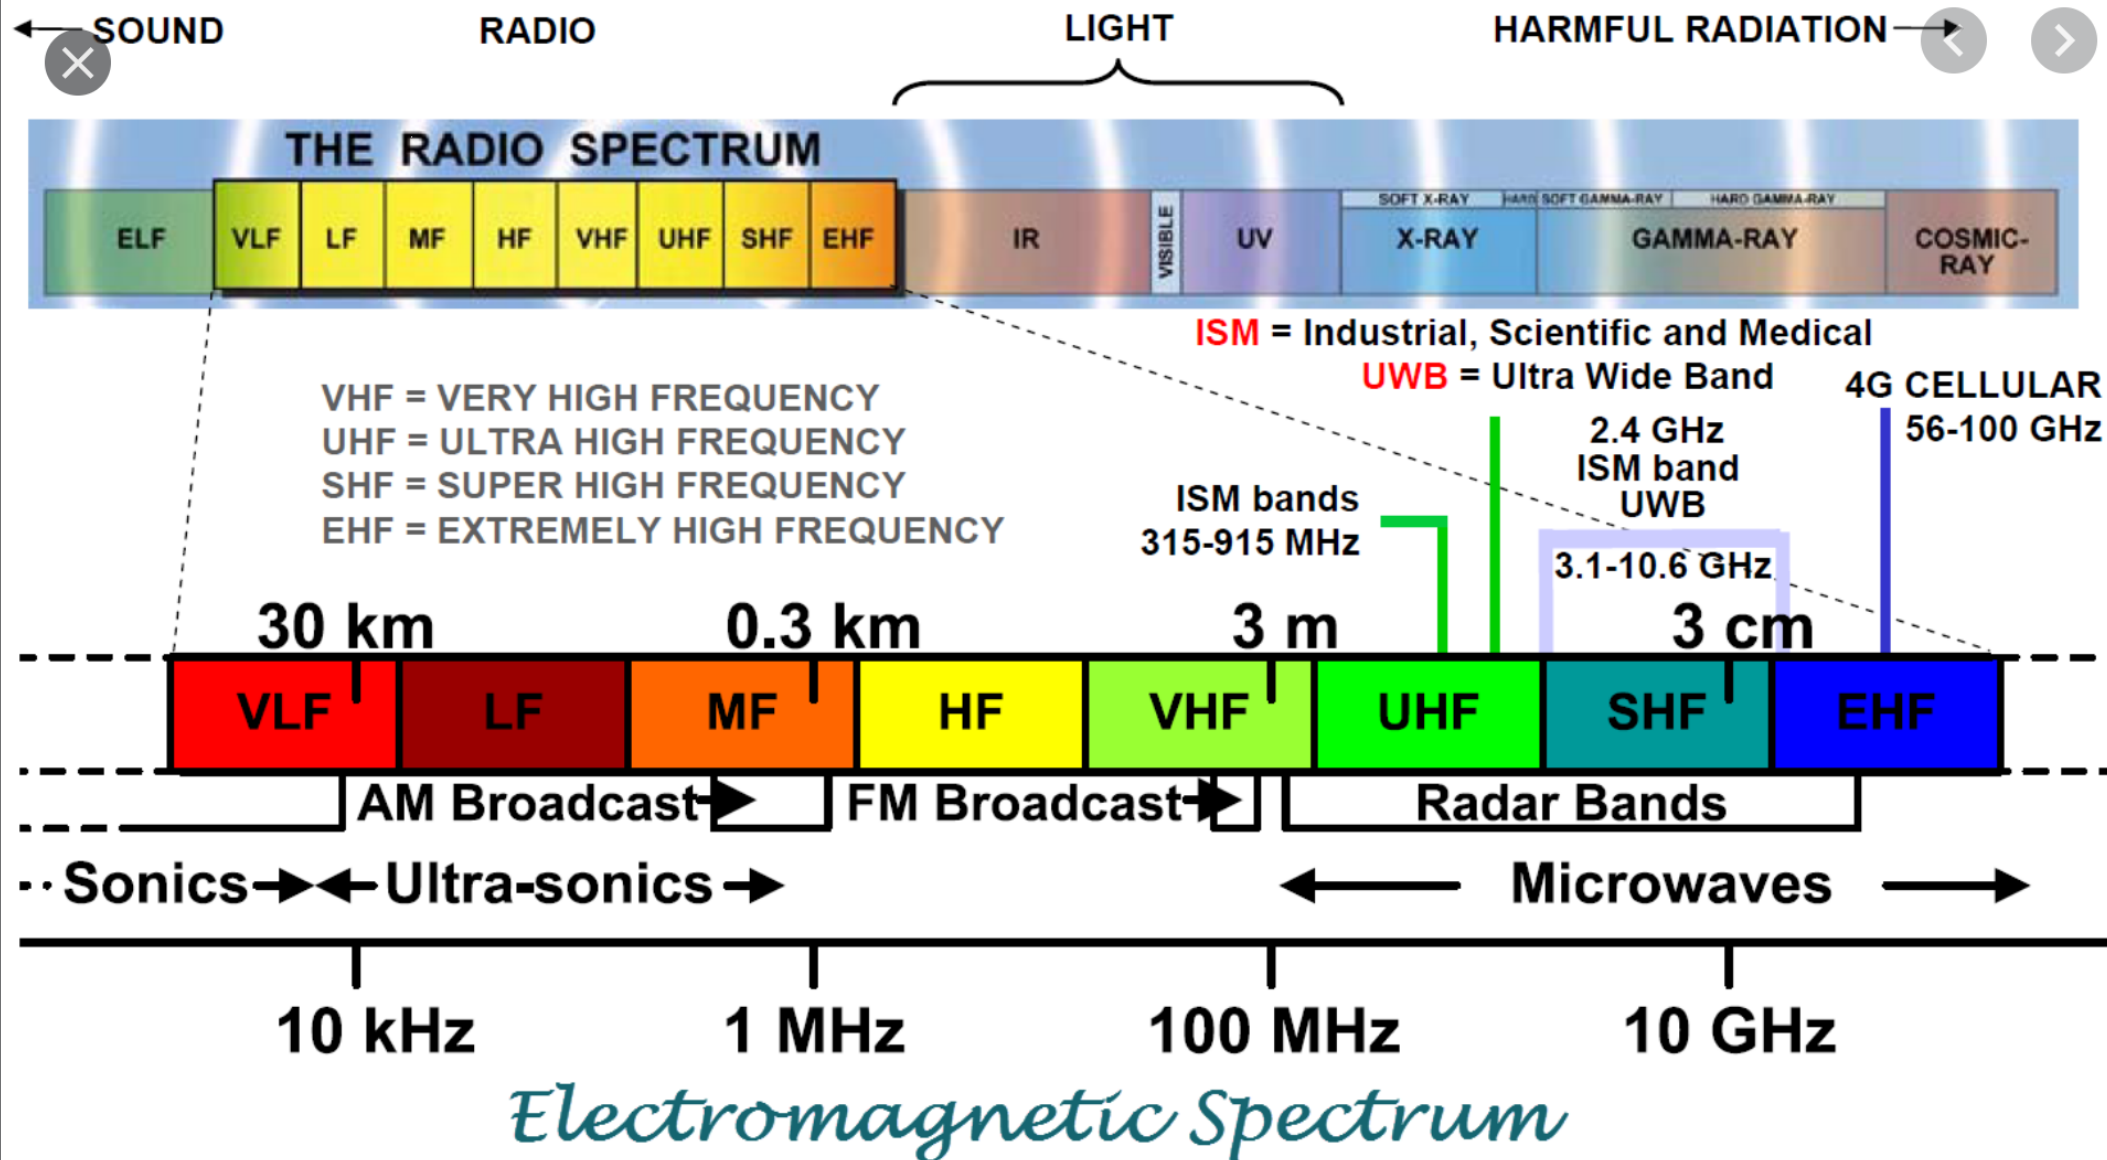 SOUND
RADIO
LIGHT
HARMFUL RADIATION
THE RADIO SPECTRUM
ELF
VLF
LF
MF
HF
VHF
UHF
SHF
EHF
IR
VISIBLE
UV
SOFT X-RAY
HARD
SOFT GAMMA-RAY
HARD GAMMA-RAY
X-RAY
GAMMA-RAY
COSMIC-
RAY
ISM = Industrial, Scientific and Medical
UWB = Ultra Wide Band
VHF = VERY HIGH FREQUENCY
UHF = ULTRA HIGH FREQUENCY
SHF = SUPER HIGH FREQUENCY
EHF = EXTREMELY HIGH FREQUENCY
ISM bands
315-915 MHz
2.4 GHz
ISM band
UWB
3.1-10.6 GHz
4G CELLULAR
56-100 GHz
30 km
0.3 km
3 m
3 cm
VLF
LF
MF
HF
VHF
UHF
SHF
EHF
AM Broadcast
FM Broadcast
Radar Bands
Sonics
Ultra-sonics
Microwaves
10 kHz
1 MHz
100 MHz
10 GHz
Electromagnetic Spectrum